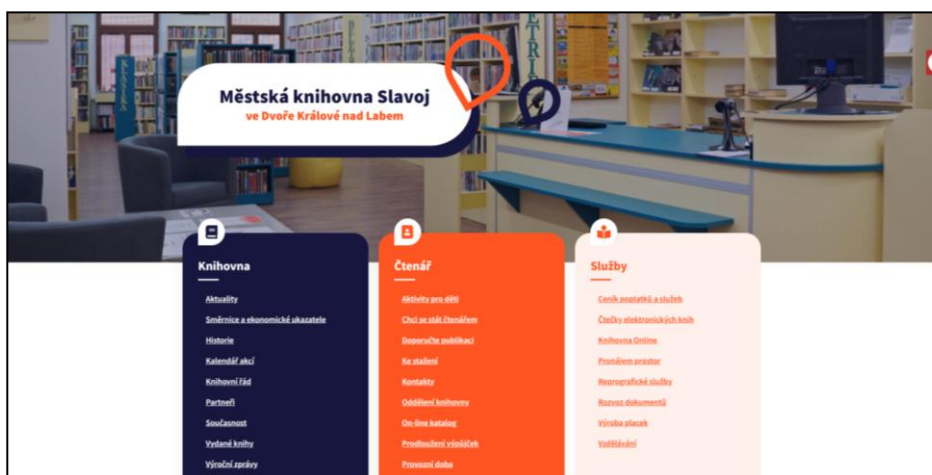 Městská knihovna Slavoj
ve Dvoře Králové nad Labem
Knihovna
Aktuality
Směrnice a ekonomické ukazatele
Historie
Kalendář akcí
Knihovní řád
Partneři
Současnost
Vydané knihy
Výroční zprávy
Čtenář
Aktivity pro děti
Chci se stát čtenářem
Doporučte publikaci
Ke stažení
Kontakty
Oddělení knihovny
On-line katalog
Prodloužení výpůjček
Provozní doba
Služby
Ceník poplatků a služeb
Čtečky elektronických knih
Knihovna Online
Pronájem prostor
Reprografické služby
Rozvoz dokumentů
Výroba placek
Vzdělávání